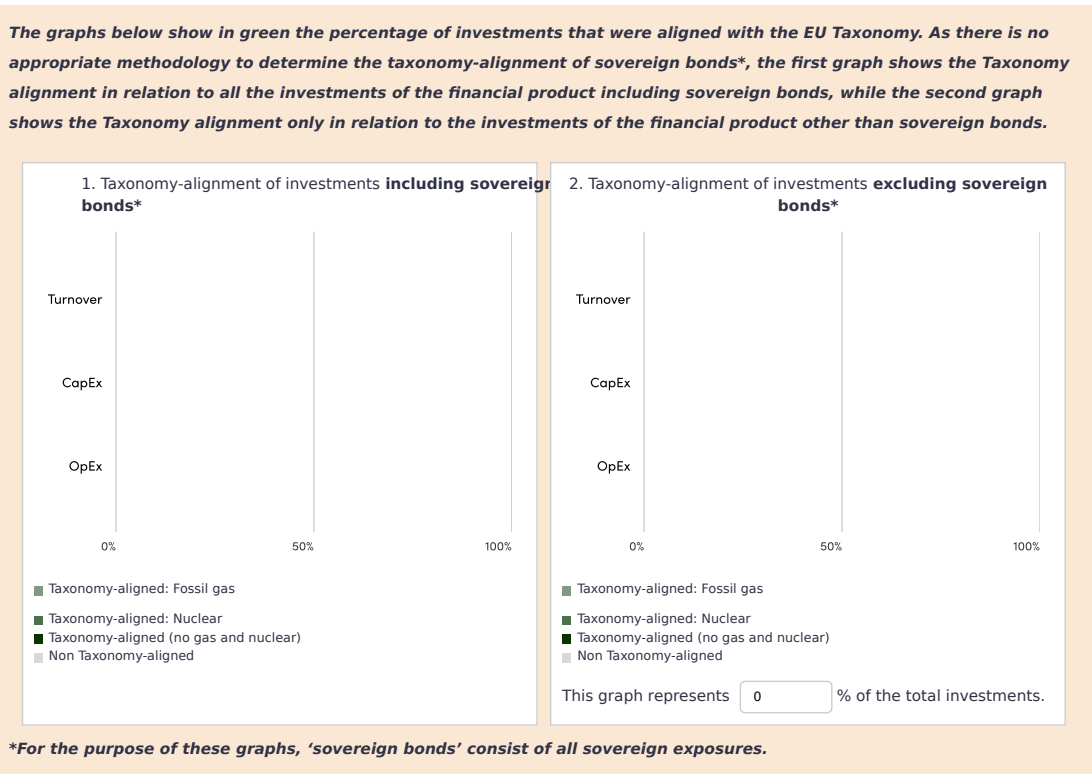 The graphs below show in green the percentage of investments that were aligned with the EU Taxonomy. As there is no
appropriate methodology to determine the taxonomy-alignment of sovereign bonds*, the first graph shows the Taxonomy
alignment in relation to all the investments of the financial product including sovereign bonds, while the second graph
shows the Taxonomy alignment only in relation to the investments of the financial product other than sovereign bonds.
1. Taxonomy-alignment of investments including sovereign
bonds*
Turnover
CapEx
OpEx
0% 50% 100%
Taxonomy-aligned: Fossil gas
Taxonomy-aligned: Nuclear
Taxonomy-aligned (no gas and nuclear)
Non Taxonomy-aligned
2. Taxonomy-alignment of investments excluding sovereign
bonds*
Turnover
CapEx
OpEx
0% 50% 100%
Taxonomy-aligned: Fossil gas
Taxonomy-aligned: Nuclear
Taxonomy-aligned (no gas and nuclear)
Non Taxonomy-aligned
This graph represents 0 % of the total investments.
*For the purpose of these graphs, ‘sovereign bonds’ consist of all sovereign exposures.